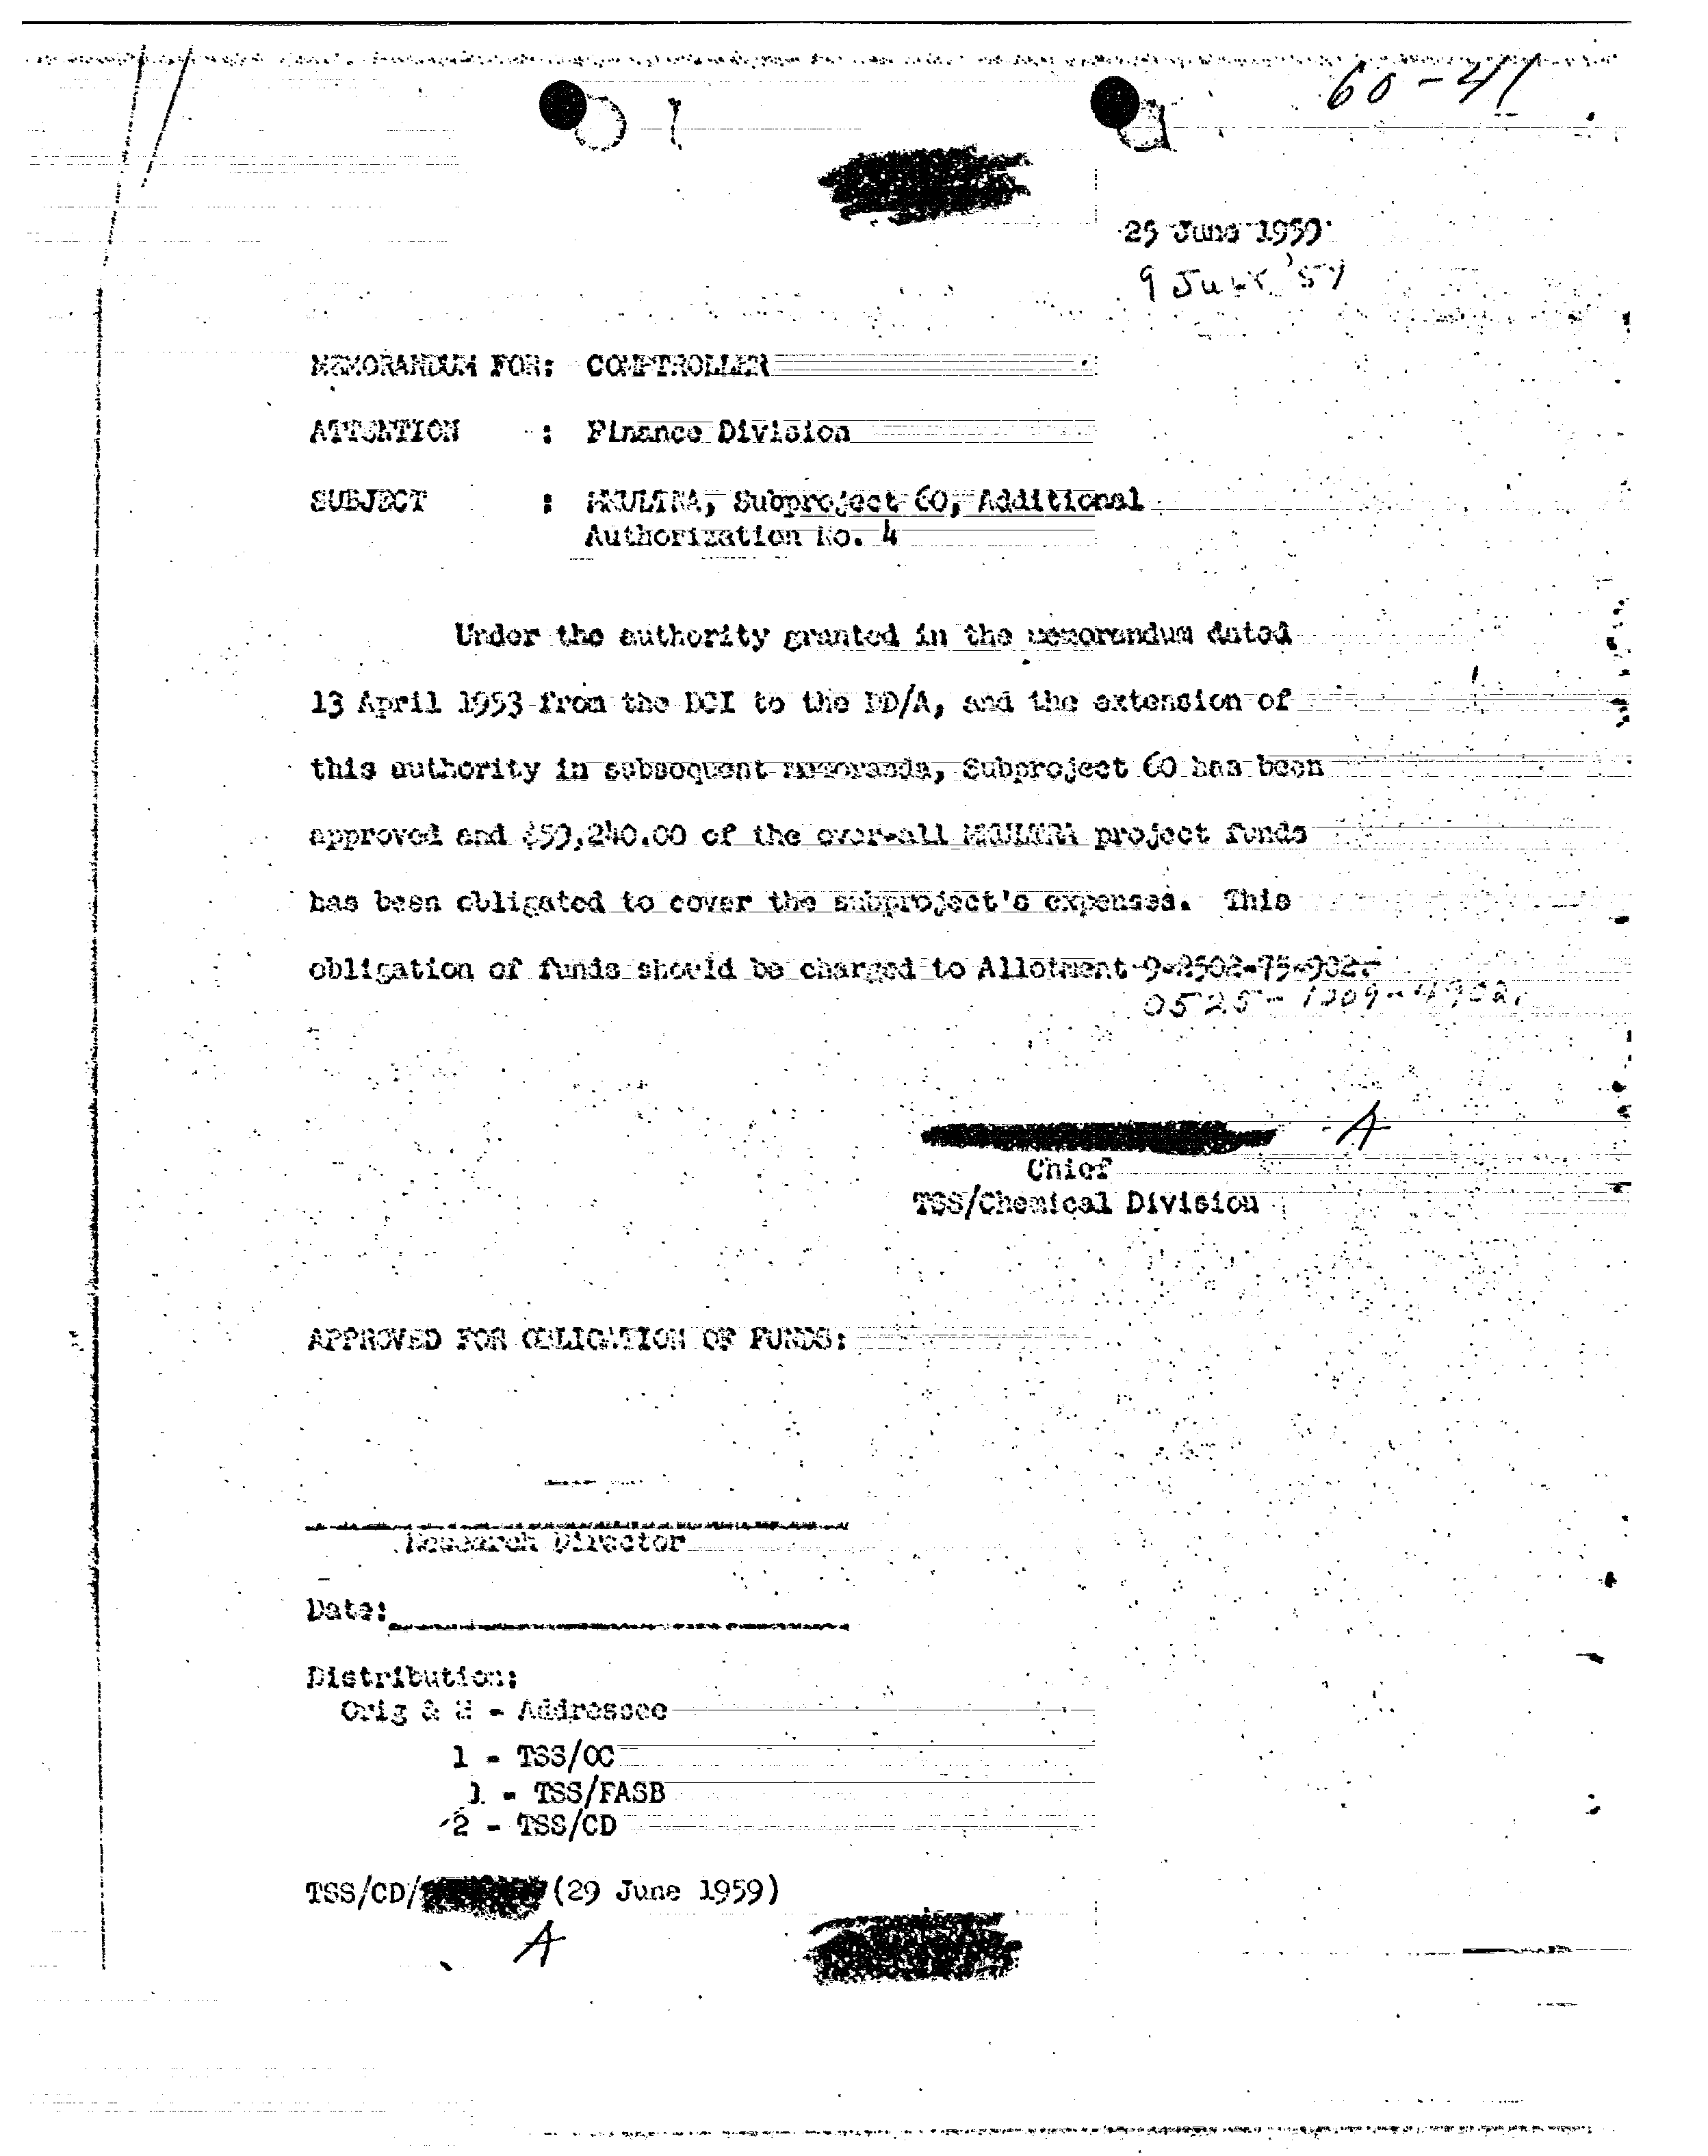 60-41
25 June 1959
9 July '59
MEMORANDUM FOR: COMPTROLLER
ATTENTION : Finance Division
SUBJECT : MKULTRA, Subproject 60, Additional
Authorization No. 4
Under the authority granted in the memorandum dated
13 April 1953 from the DCI to the DD/A, and the extension of
this authority in subsequent memoranda, Subproject 60 has been
approved and $59,240.00 of the over-all MKULTRA project funds
has been obligated to cover the subproject's expenses. This
obligation of funds should be charged to Allotment 9-2502-75-902.
0525-1009-4902.
A
Chief
TSS/Chemical Division
APPROVED FOR OBLIGATION OF FUNDS:
Research Director
Date:
Distribution:
Orig & - Addressee
1 - TSS/OC
1 - TSS/FASB
2 - TSS/CD
TSS/CD/ (29 June 1959)
A